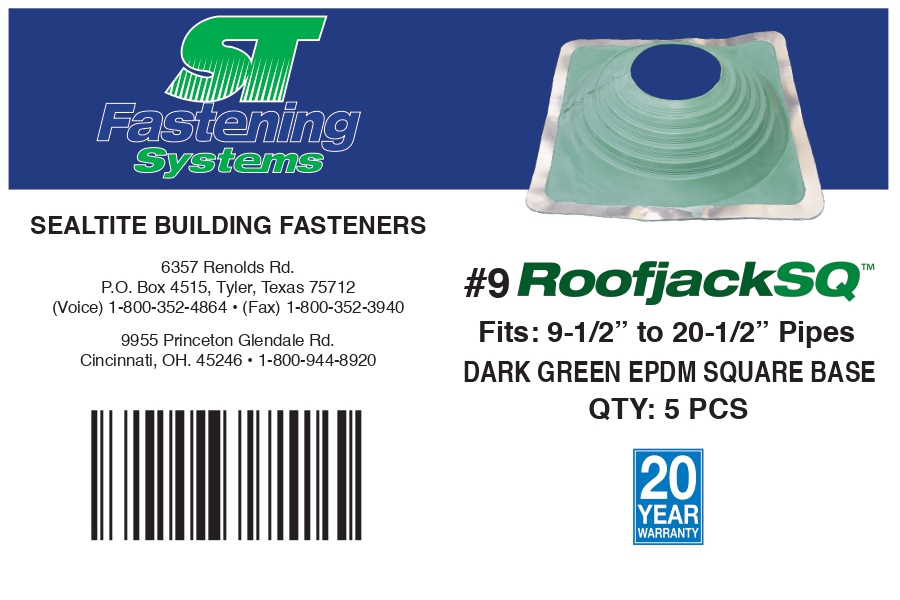 ST
Fastening
Systems
SEALTITE BUILDING FASTENERS
6357 Renolds Rd.
P.O. Box 4515, Tyler, Texas 75712
(Voice) 1-800-352-4864 • (Fax) 1-800-352-3940
9955 Princeton Glendale Rd.
Cincinnati, OH. 45246 • 1-800-944-8920
#9 RoofjackSQ™
Fits: 9-1/2” to 20-1/2” Pipes
DARK GREEN EPDM SQUARE BASE
QTY: 5 PCS
20
YEAR
WARRANTY